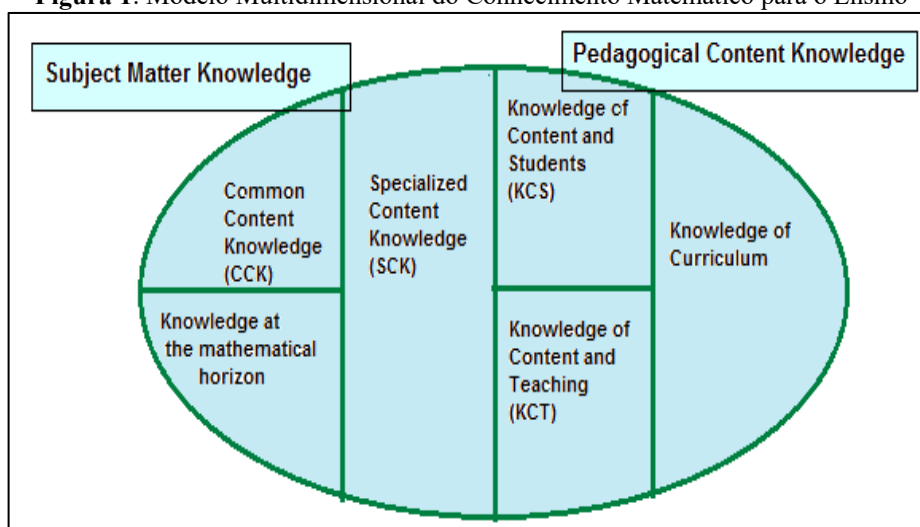 Figura 1. Modelo Multidimensional do Conhecimento Matemático para o Ensino
Subject Matter Knowledge
Pedagogical Content Knowledge
Common
Content
Knowledge
(CCK)
Knowledge at
the mathematical
horizon
Specialized
Content
Knowledge
(SCK)
Knowledge of
Content and
Students
(KCS)
Knowledge of
Content and
Teaching
(KCT)
Knowledge of
Curriculum